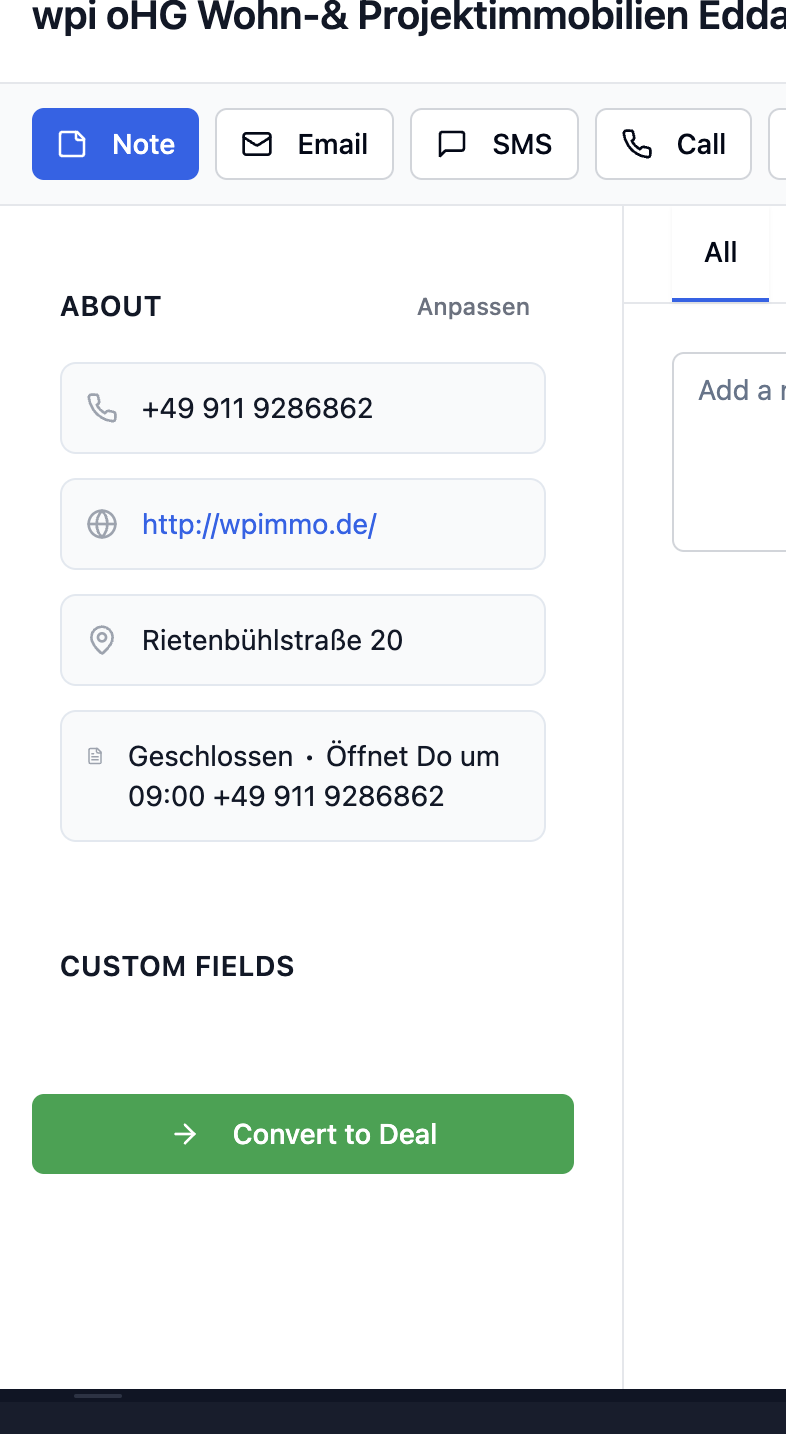 wpi oHG Wohn-& Projektimmobilien Edda
Note
Email
SMS
Call
All
ABOUT
Anpassen
Add a
+49 911 9286862
http://wpimmo.de/
Rietenbühlstraße 20
Geschlossen · Öffnet Do um
09:00 +49 911 9286862
CUSTOM FIELDS
Convert to Deal